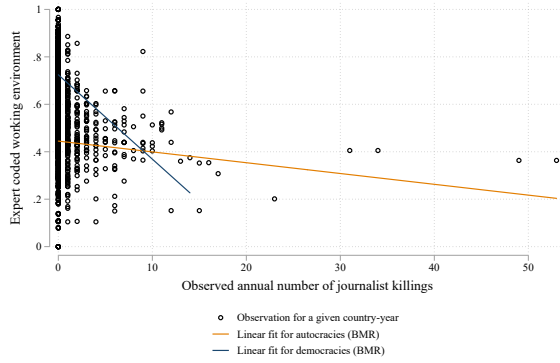 1
.8
.6
.4
.2
0
Expert coded working environment
0
10
20
30
40
50
Observed annual number of journalist killings
Observation for a given country-year
Linear fit for autocracies (BMR)
Linear fit for democracies (BMR)